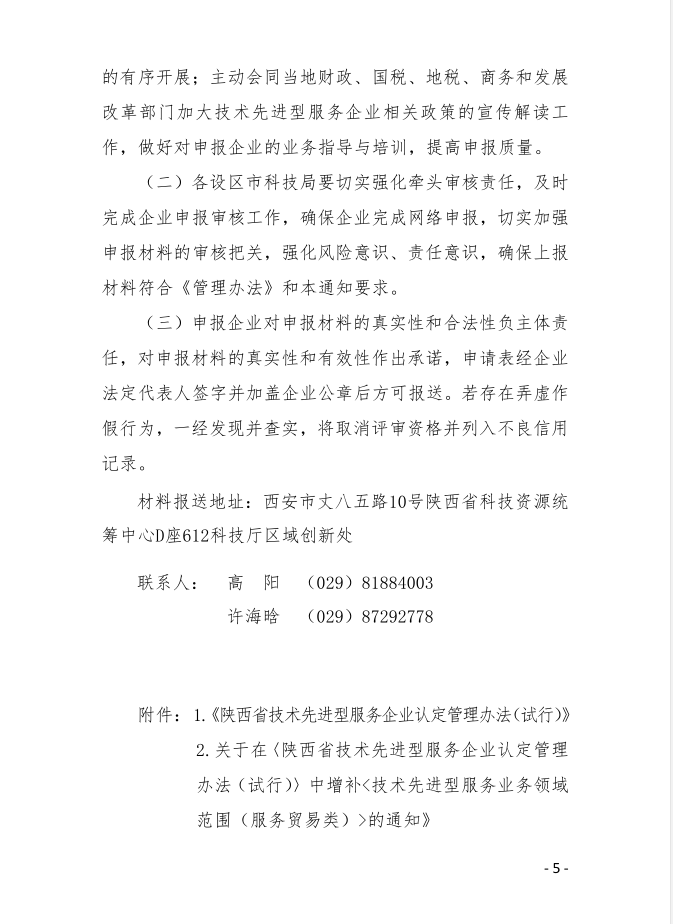 的有序开展；主动会同当地财政、国税、地税、商务和发展
改革部门加大技术先进型服务企业相关政策的宣传解读工
作，做好对申报企业的业务指导与培训，提高申报质量。
（二）各设区市科技局要切实强化牵头审核责任，及时
完成企业申报审核工作，确保企业完成网络申报，切实加强
申报材料的审核把关，强化风险意识、责任意识，确保上报
材料符合《管理办法》和本通知要求。
（三）申报企业对申报材料的真实性和合法性负主体责
任，对申报材料的真实性和有效性作出承诺，申请表经企业
法定代表人签字并加盖企业公章后方可报送。若存在弄虚作
假行为，一经发现并查实，将取消评审资格并列入不良信用
记录。
材料报送地址：西安市丈八五路10号陕西省科技资源统
筹中心D座612科技厅区域创新处
联系人： 高 阳 （029）81884003
许海晗 （029）87292778
附件：1.《陕西省技术先进型服务企业认定管理办法（试行）》
2.关于在〈陕西省技术先进型服务企业认定管理
办法（试行）〉中增补<技术先进型服务业务领域
范围（服务贸易类）>的通知》
- 5 -